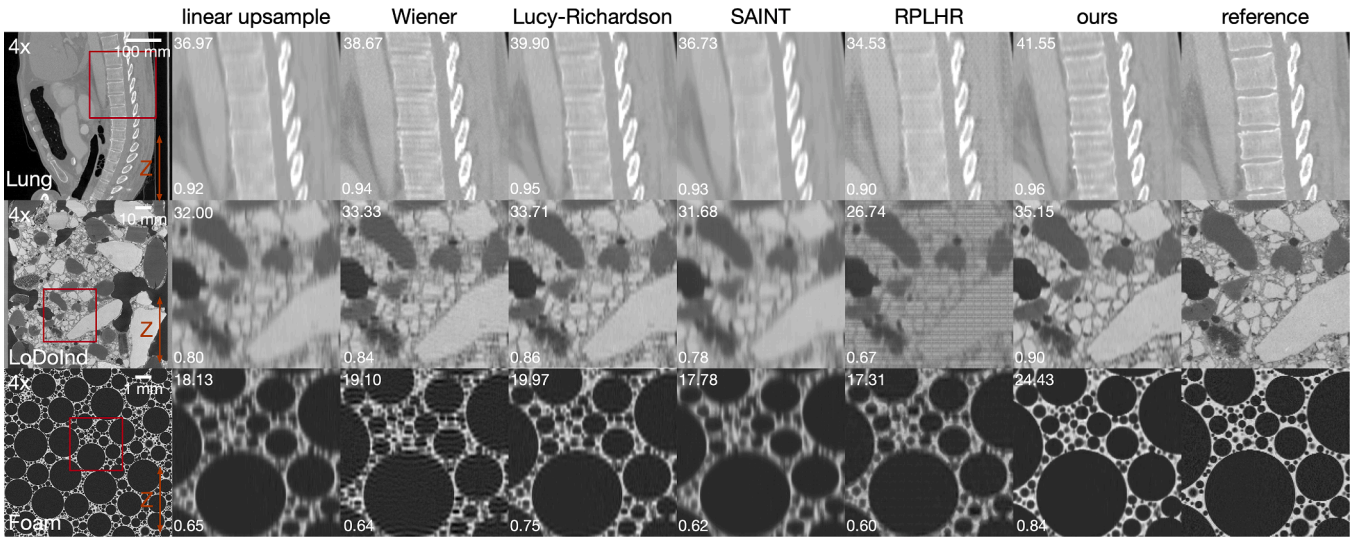 linear upsample Wiener Lucy-Richardson SAINT RPLHR ours reference
4x 100 mm 36.97 38.67 39.90 36.73 34.53 41.55
Z
Lung 0.92 0.94 0.95 0.93 0.90 0.96
4x 10 mm 32.00 33.33 33.71 31.68 26.74 35.15
Z
LoDoInd 0.80 0.84 0.86 0.78 0.67 0.90
4x 1 mm 18.13 19.10 19.97 17.78 17.31 24.43
Z
Foam 0.65 0.64 0.75 0.62 0.60 0.84